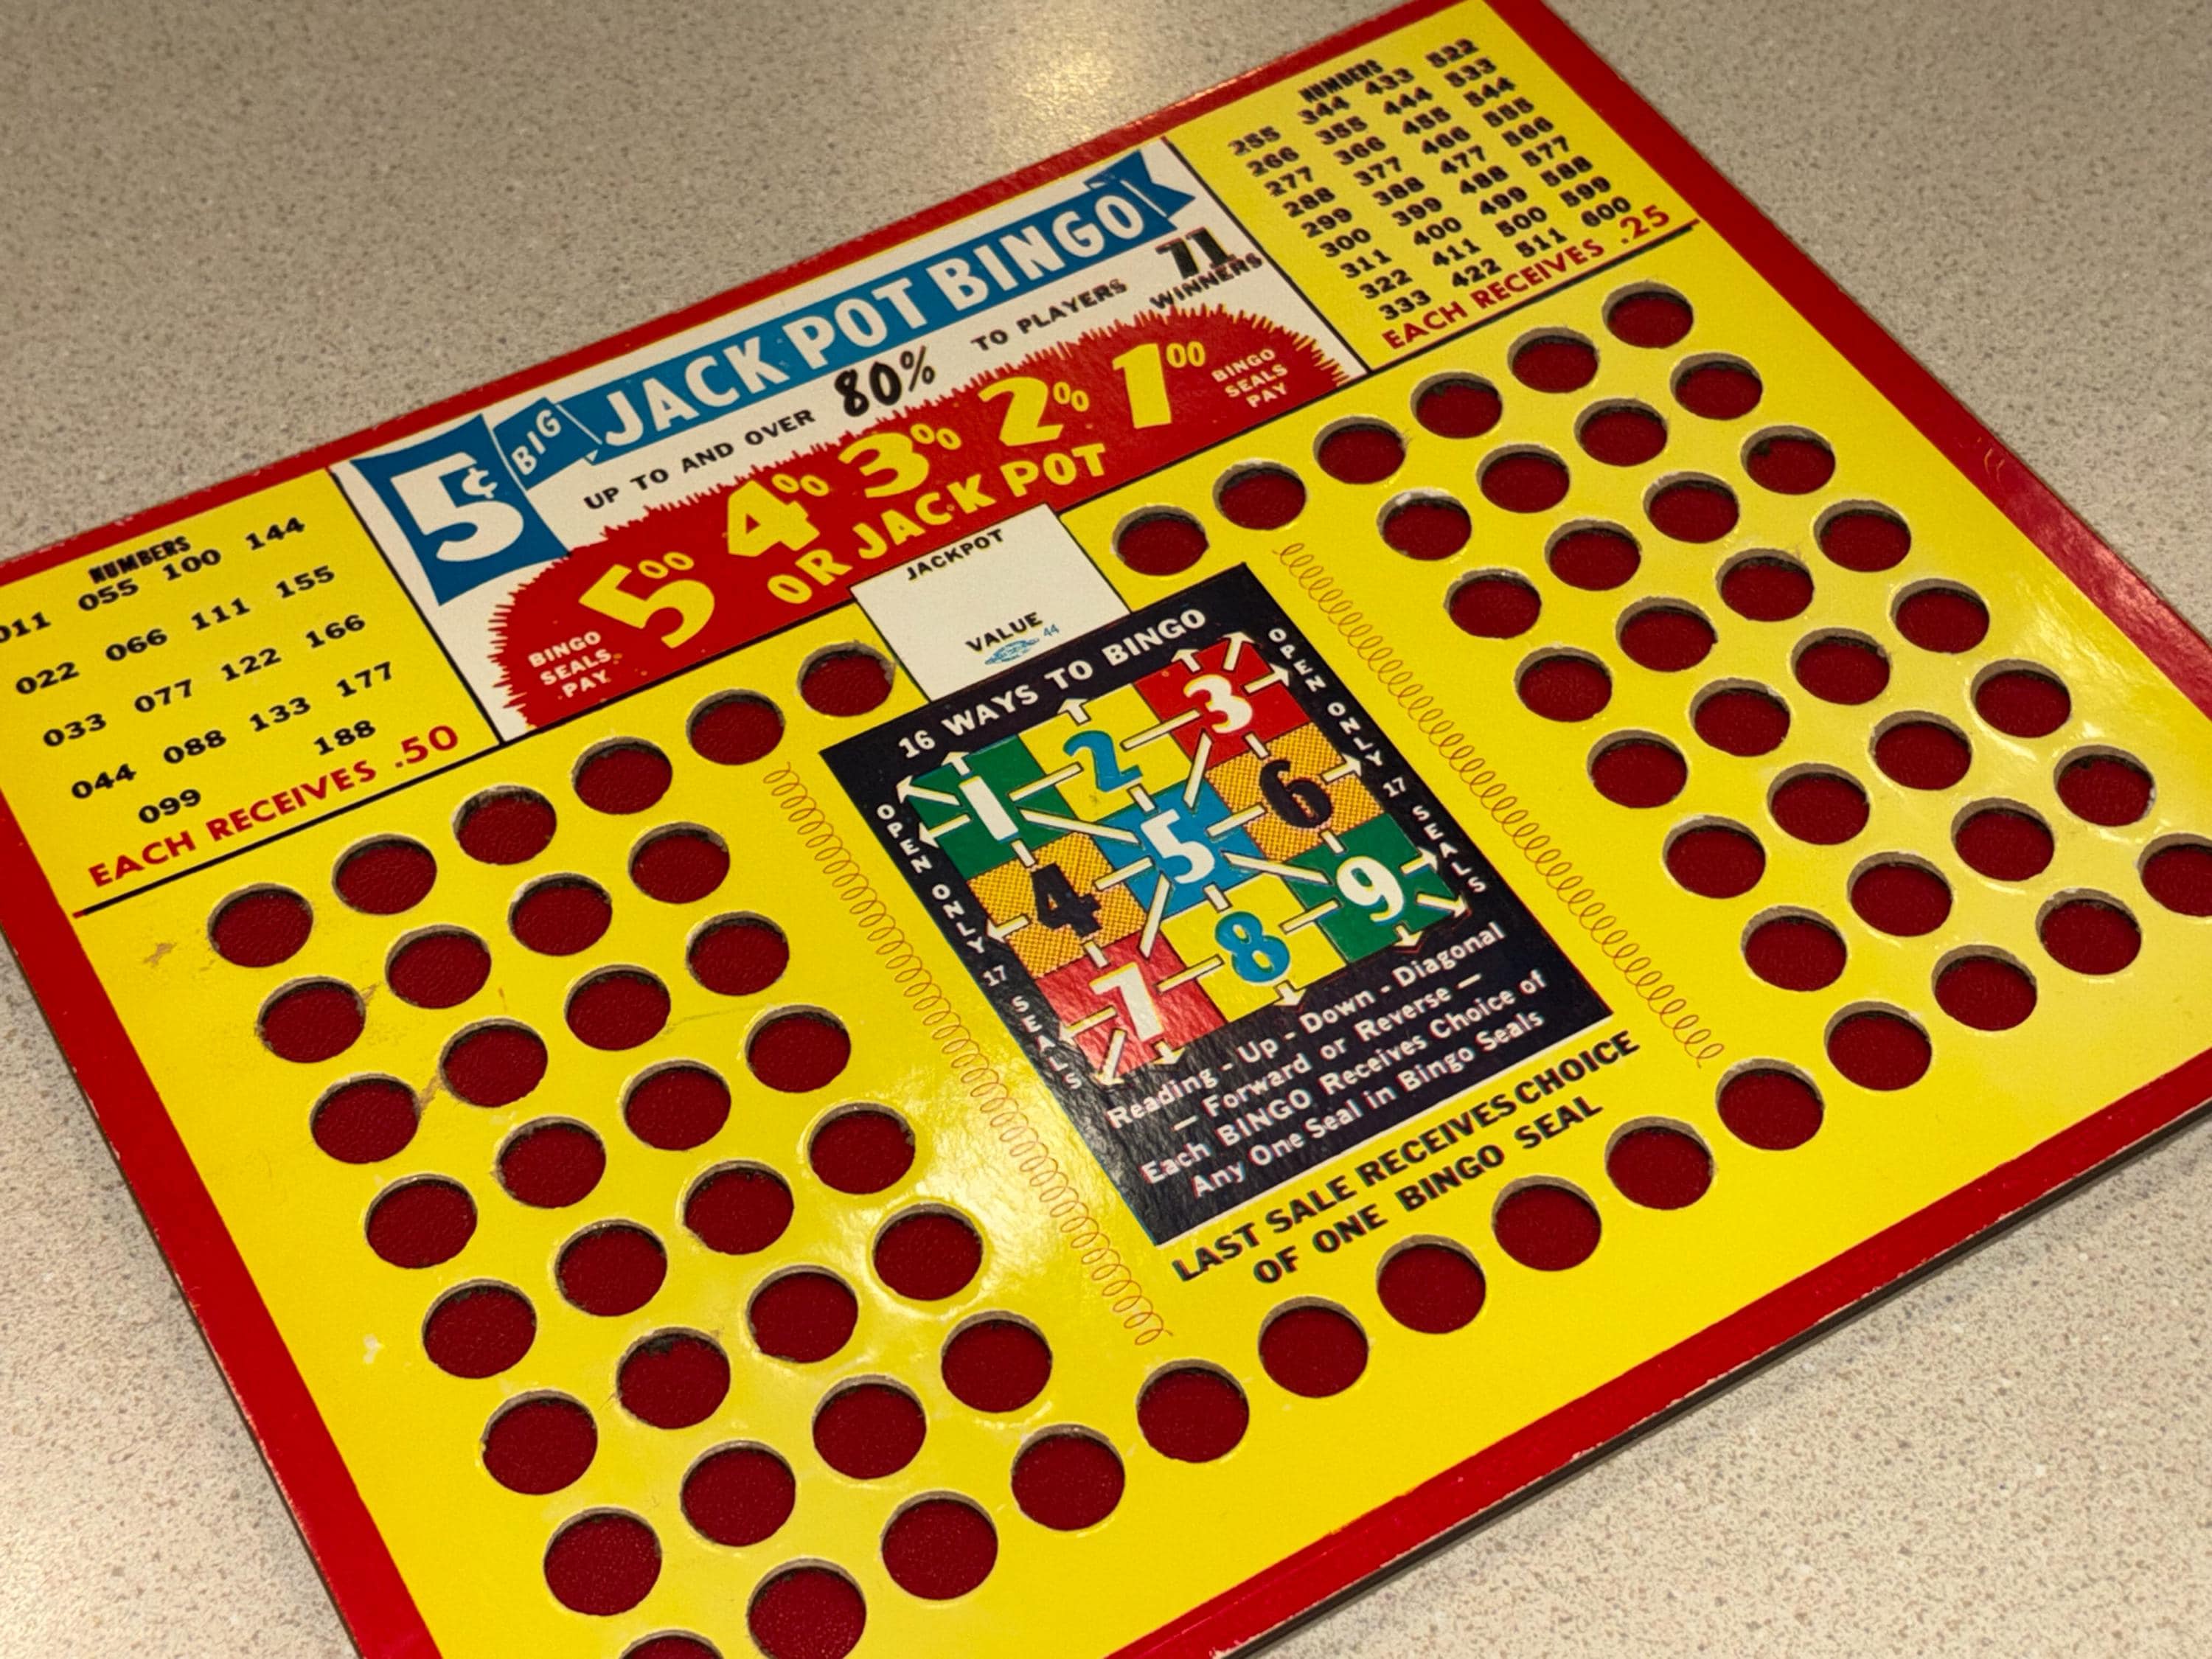 NUMBERS
011 055 100 144
022 066 111 155
033 077 122 166
044 088 133 177
099 188
EACH RECEIVES .50
5¢ BIG JACK POT BINGO
UP TO AND OVER 80% TO PLAYERS 71 WINNERS
BINGO SEALS PAY
5⁰⁰ 4⁰⁰ 3⁰⁰ 2⁰⁰ 1⁰⁰
BINGO SEALS PAY
OR JACK POT
NUMBERS
255 344 433 522
266 355 444 533
277 366 455 544
288 377 466 555
299 388 477 566
300 399 488 577
311 400 499 588
322 411 500 599
333 422 511 600
EACH RECEIVES .25
JACKPOT
VALUE
44
16 WAYS TO BINGO
OPEN ONLY 17 SEALS
1 2 3
4 5 6
7 8 9
OPEN ONLY 17 SEALS
Reading - Up - Down - Diagonal
— Forward or Reverse —
Each BINGO Receives Choice of
Any One Seal in Bingo Seals
LAST SALE RECEIVES CHOICE
OF ONE BINGO SEAL